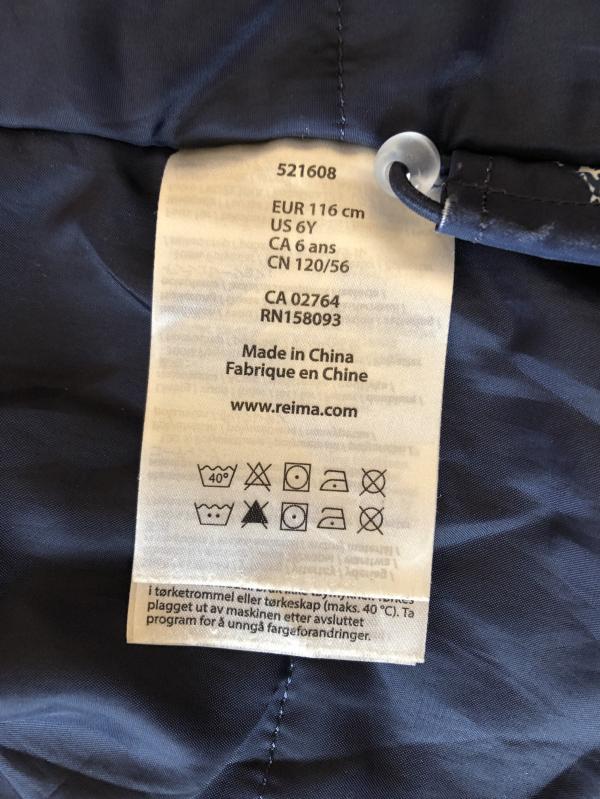 521608
EUR 116 cm
US 6Y
CA 6 ans
CN 120/56
CA 02764
RN158093
Made in China
Fabrique en Chine
www.reima.com
40°
i tørketrommel eller tørkeskap (maks. 40 °C). Ta
plagget ut av maskinen etter avsluttet
program for å unngå fargeforandringer.